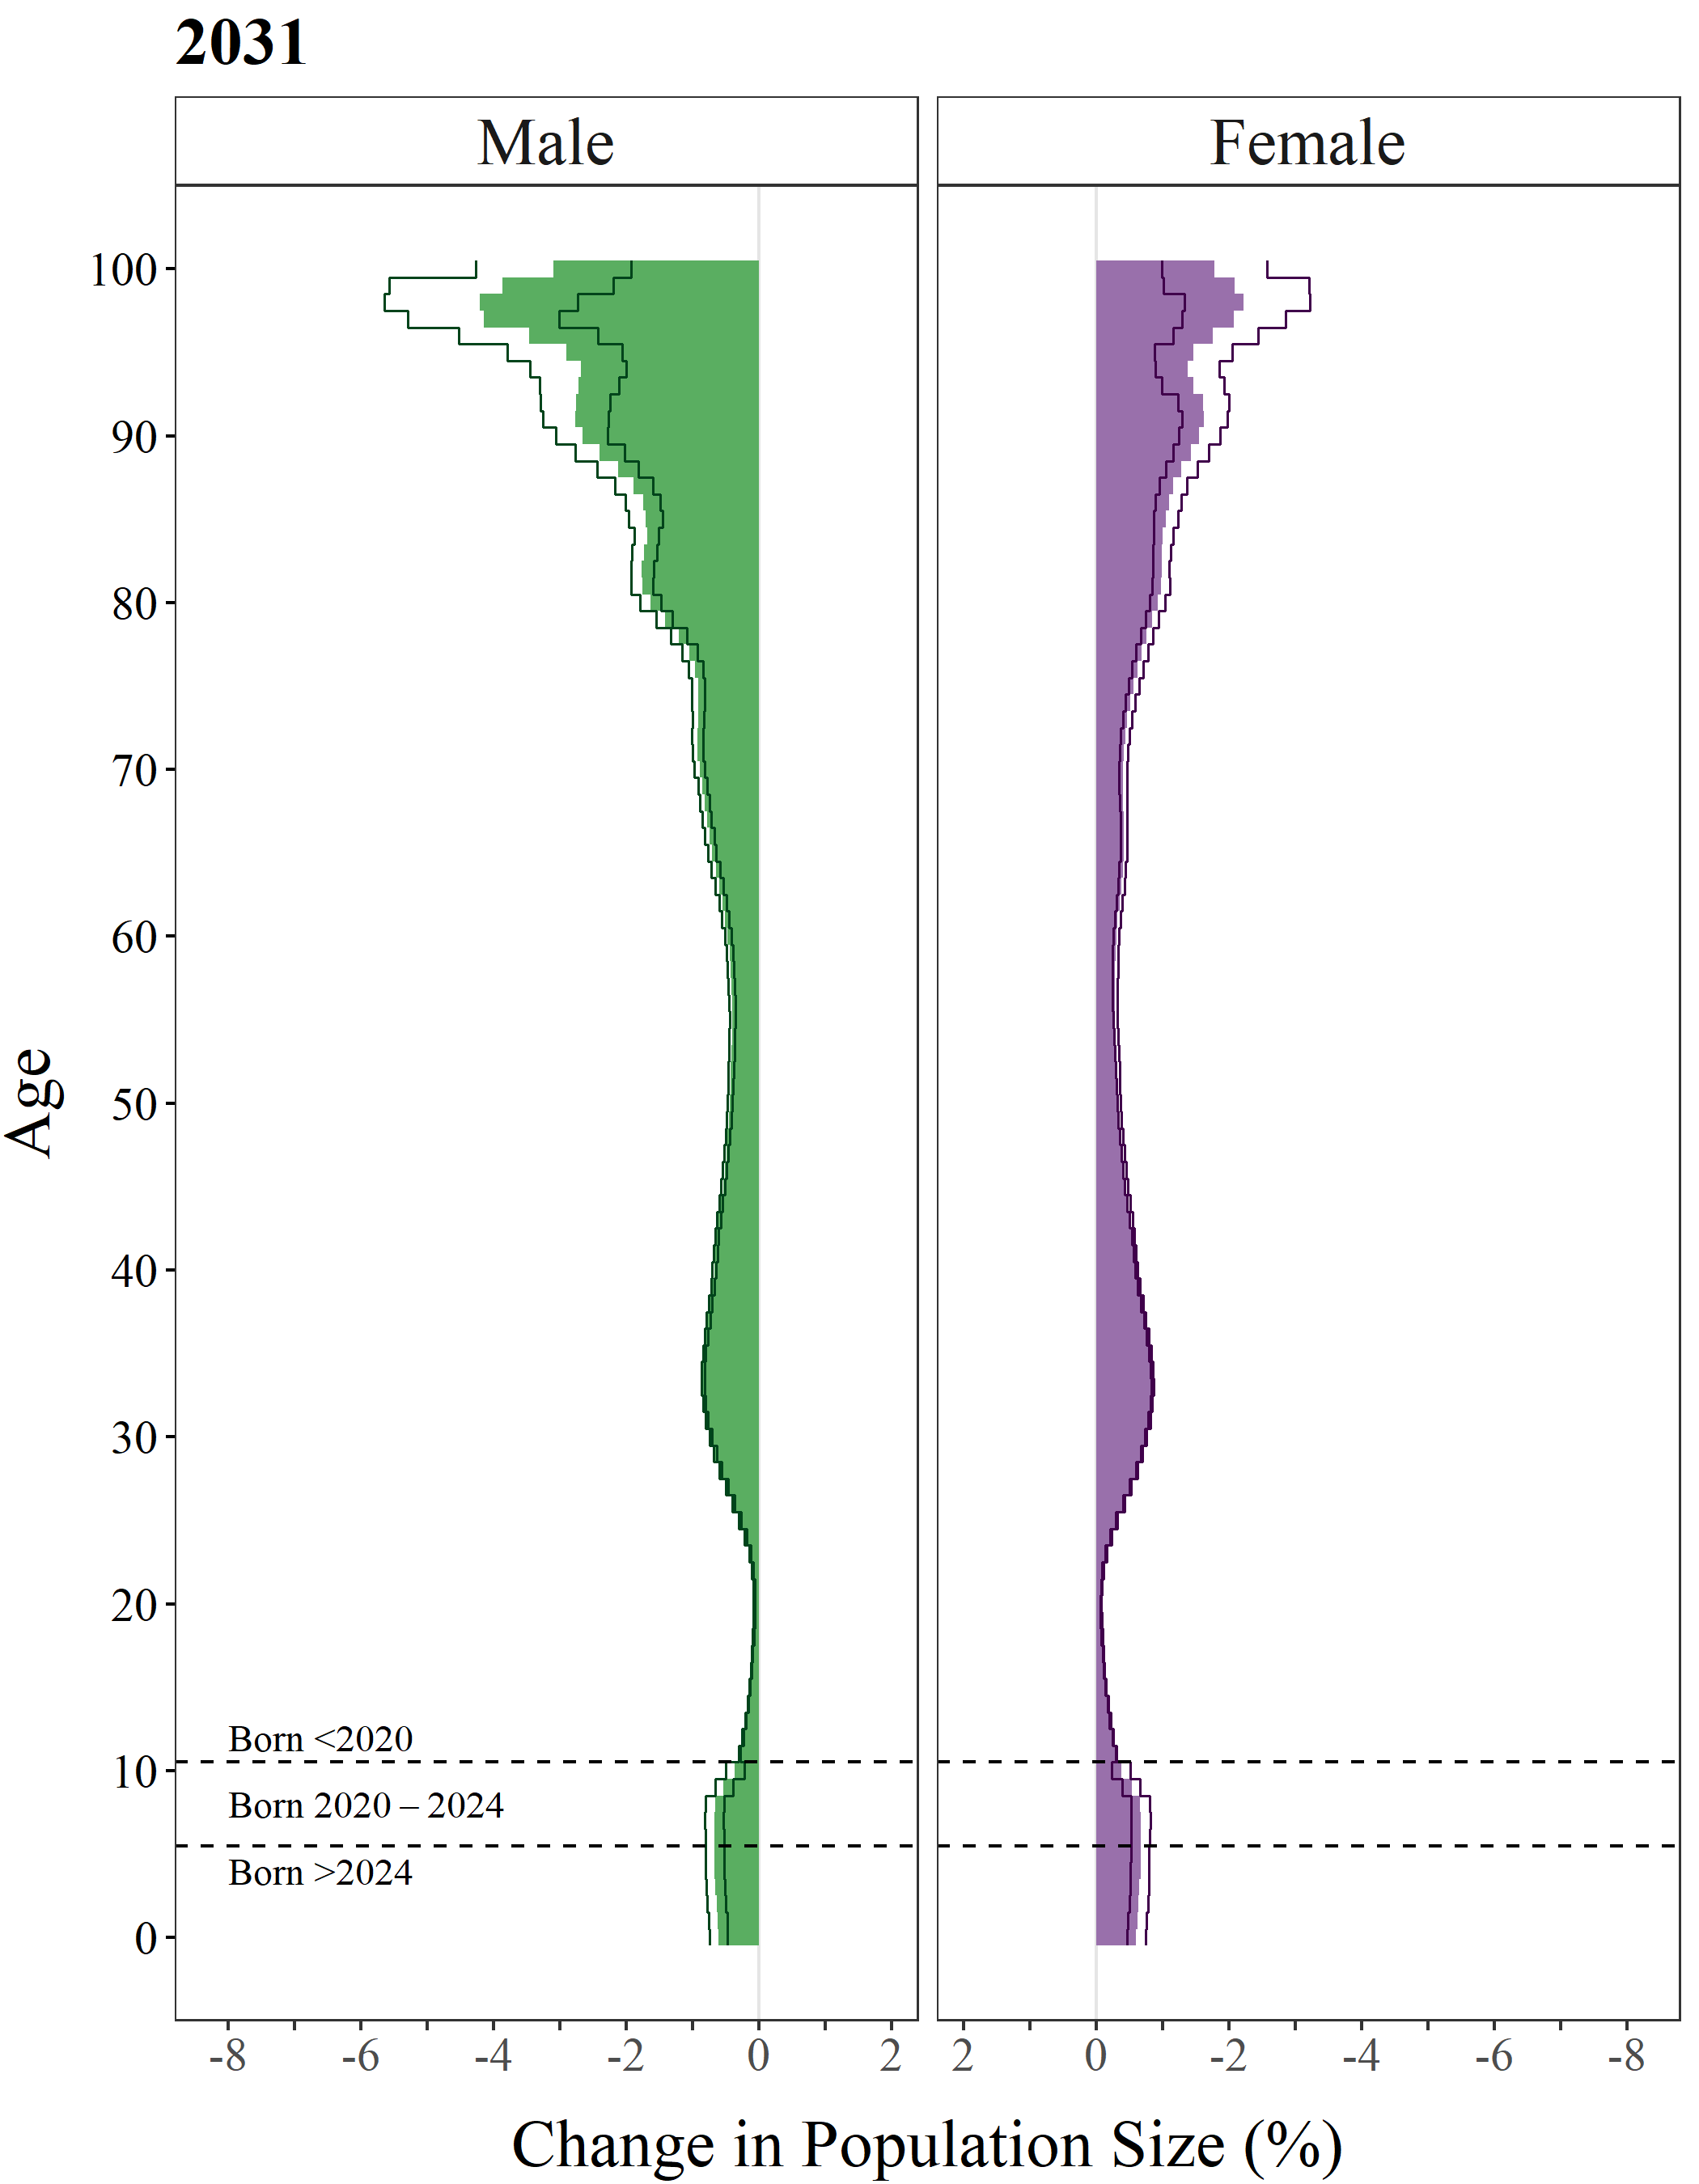 2031
Male
Female
100
90
80
70
60
50
40
30
20
10
0
Age
Born <2020
Born 2020 – 2024
Born >2024
-8 -6 -4 -2 0 2
2 0 -2 -4 -6 -8
Change in Population Size (%)